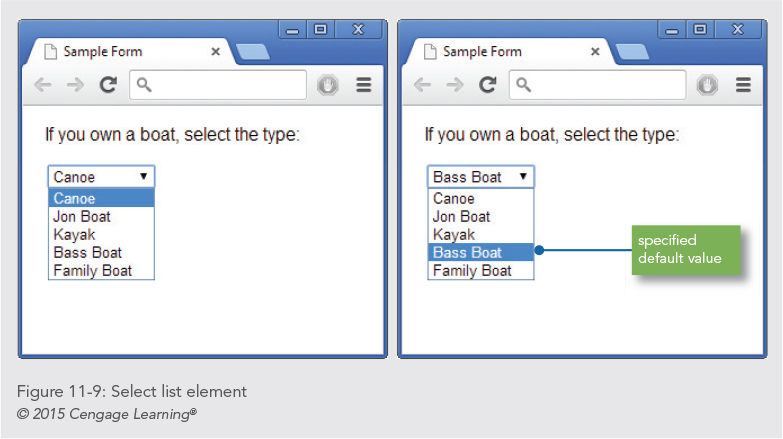 Sample Form
If you own a boat, select the type:
Canoe
Canoe
Jon Boat
Kayak
Bass Boat
Family Boat
Sample Form
If you own a boat, select the type:
Bass Boat
Canoe
Jon Boat
Kayak
Bass Boat
Family Boat
specified
default value
Figure 11-9: Select list element
© 2015 Cengage Learning®